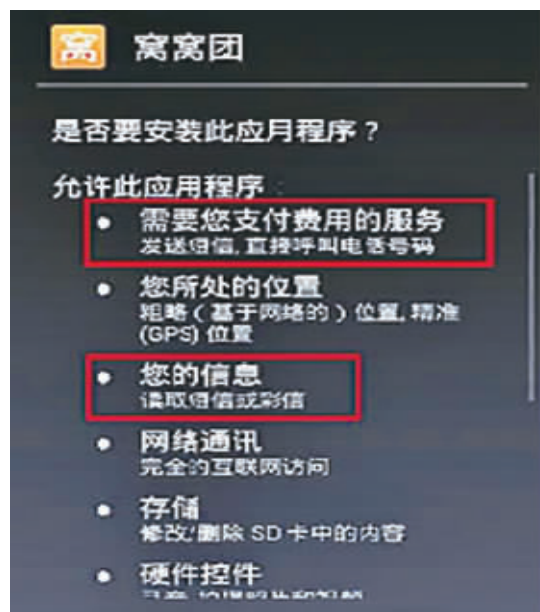 窝 窝窝团
是否要安装此应用程序？
允许此应用程序：
需要您支付费用的服务
发送短信, 直接呼叫电话号码
您所处的位置
粗略（基于网络的）位置, 精准
(GPS) 位置
您的信息
读取短信或彩信
网络通讯
完全的互联网访问
存储
修改/删除 SD 卡中的内容
硬件控件